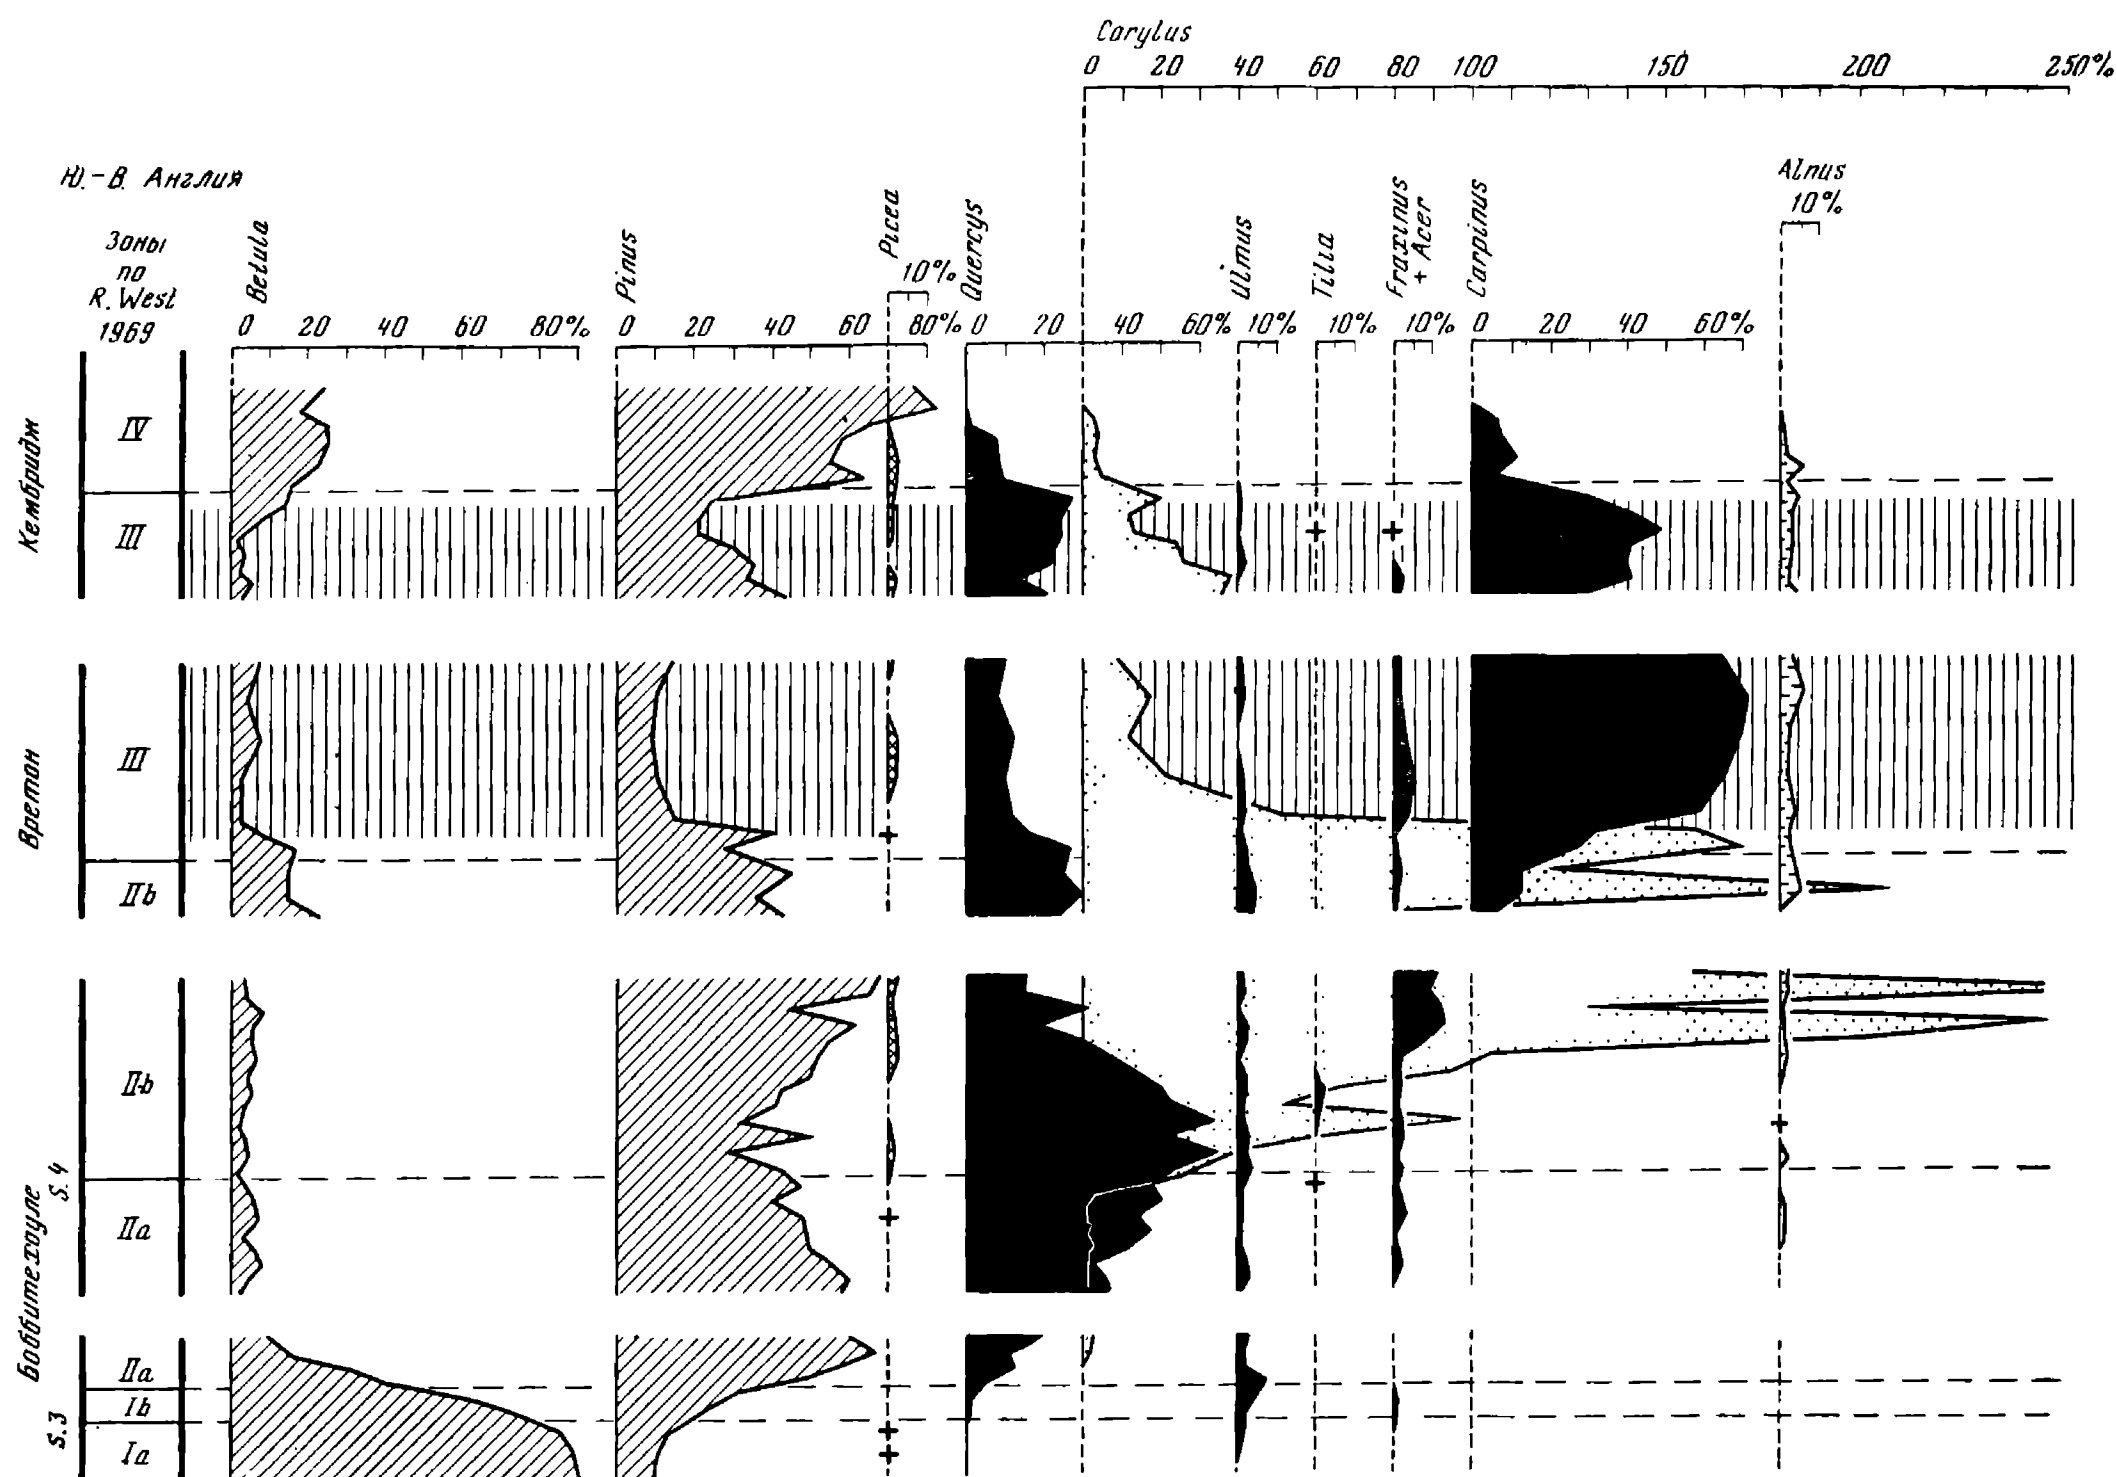 Corylus
0 20 40 60 80 100 150 200 250%
Ю.-В. Англия
Зоны
по
R. West
1969
Betula
0 20 40 60 80%
Pinus
0 20 40 60 80%
Picea
10%
Quercys
0 20 40 60%
Ulmus
10%
Tilia
10%
Fraxinus
+ Acer
10%
Carpinus
0 20 40 60%
Alnus
10%
Кембридж
IV
III
Вретон
III
IIb
Боббитехоуле
S.4
IIb
IIa
S.3
IIa
Ib
Ia